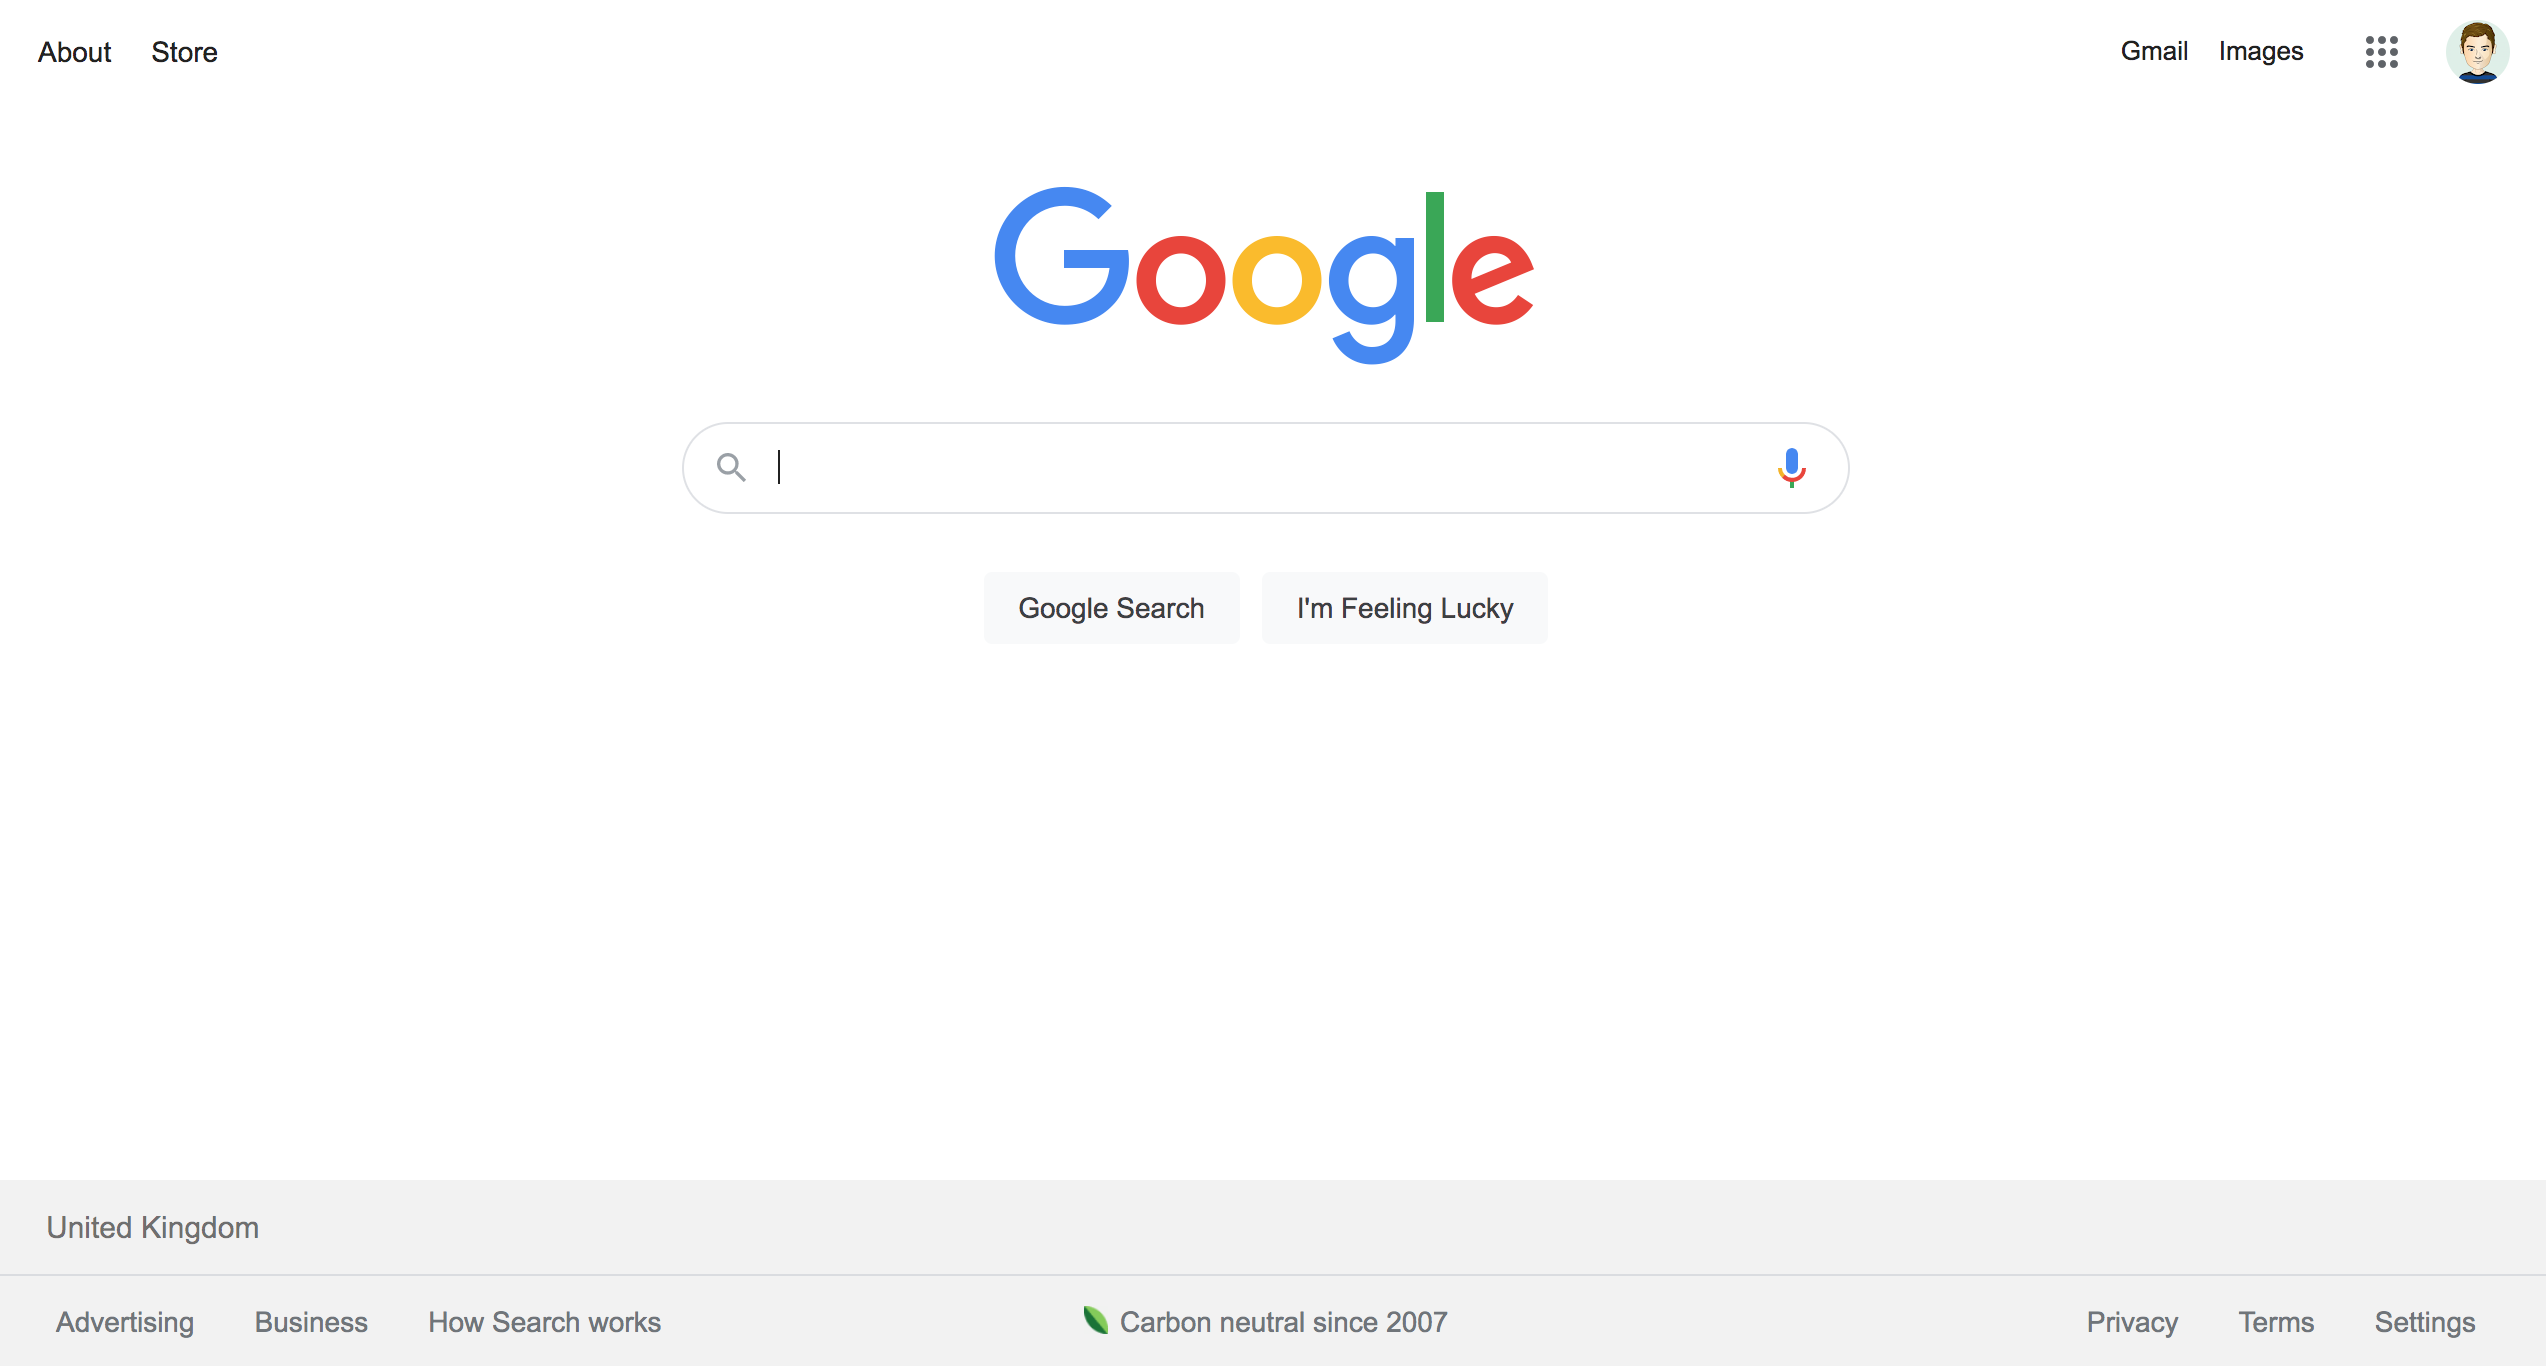 About Store Gmail Images
Google
Google Search I'm Feeling Lucky
United Kingdom
Advertising Business How Search works Carbon neutral since 2007 Privacy Terms Settings